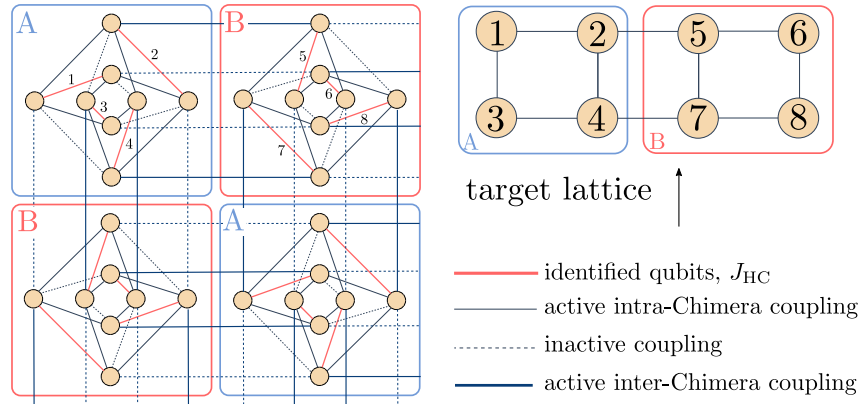 A
B
1
2
3
4
5
6
7
8
B
A
1
2
5
6
3
4
7
8
A
B
target lattice
identified qubits, J_HC
active intra-Chimera coupling
inactive coupling
active inter-Chimera coupling